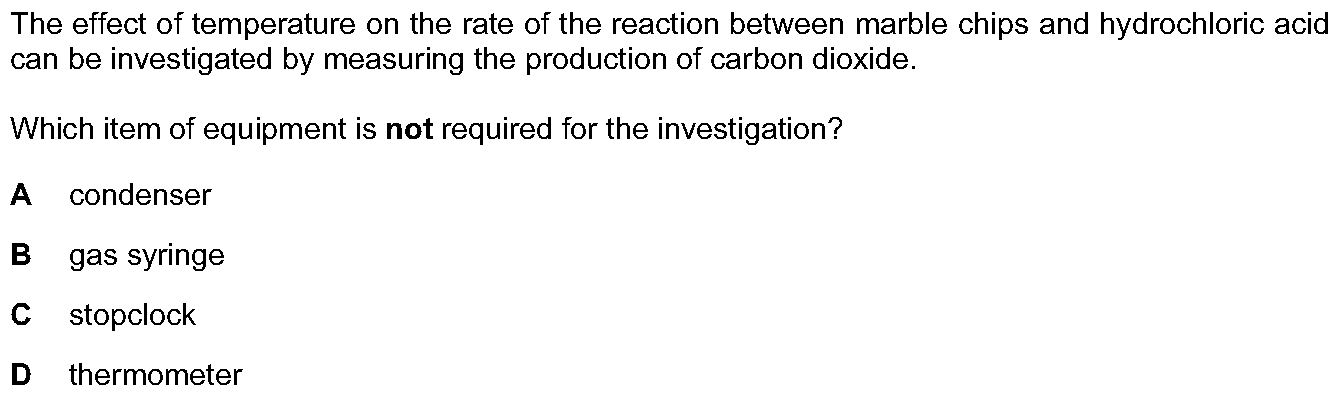 The effect of temperature on the rate of the reaction between marble chips and hydrochloric acid
can be investigated by measuring the production of carbon dioxide.
Which item of equipment is not required for the investigation?
A condenser
B gas syringe
C stopclock
D thermometer